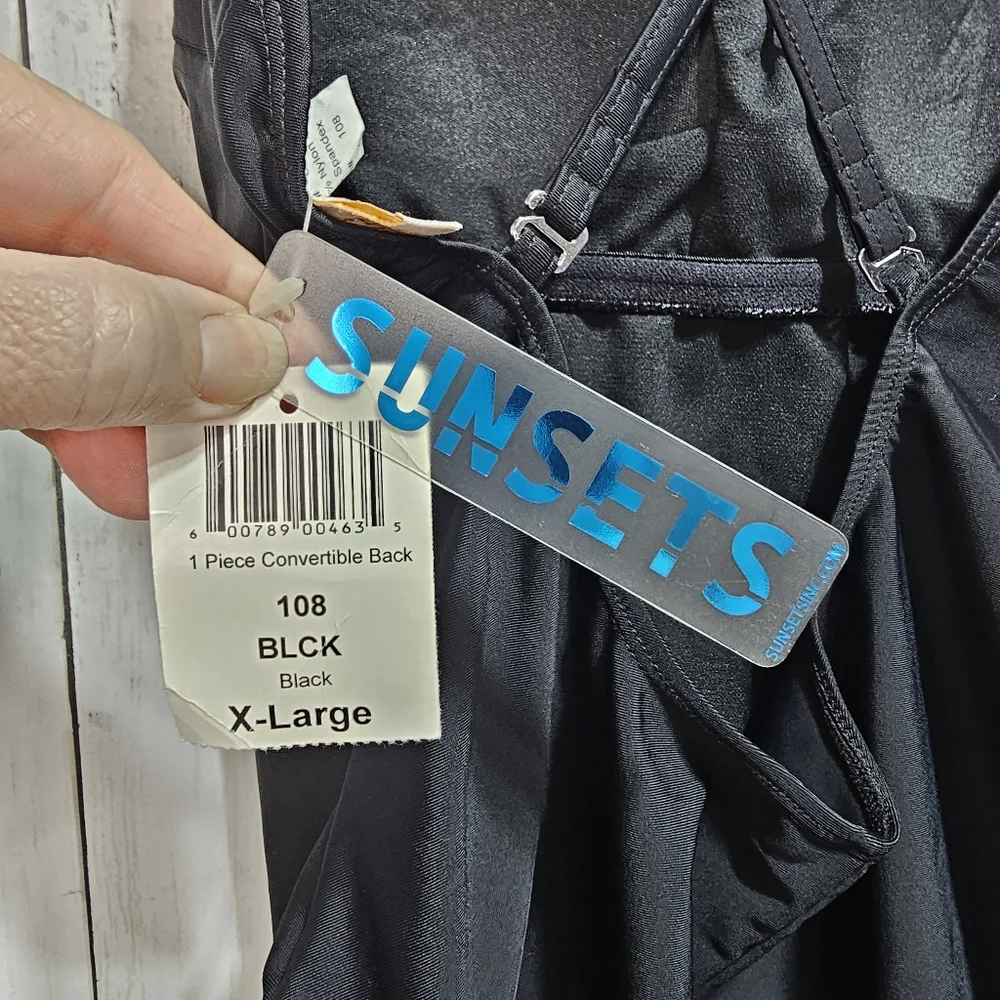 108
% Nylon
Spandex
SUNSETS
SUNSETSINC.COM
6 00789 00463 5
1 Piece Convertible Back
108
BLCK
Black
X-Large